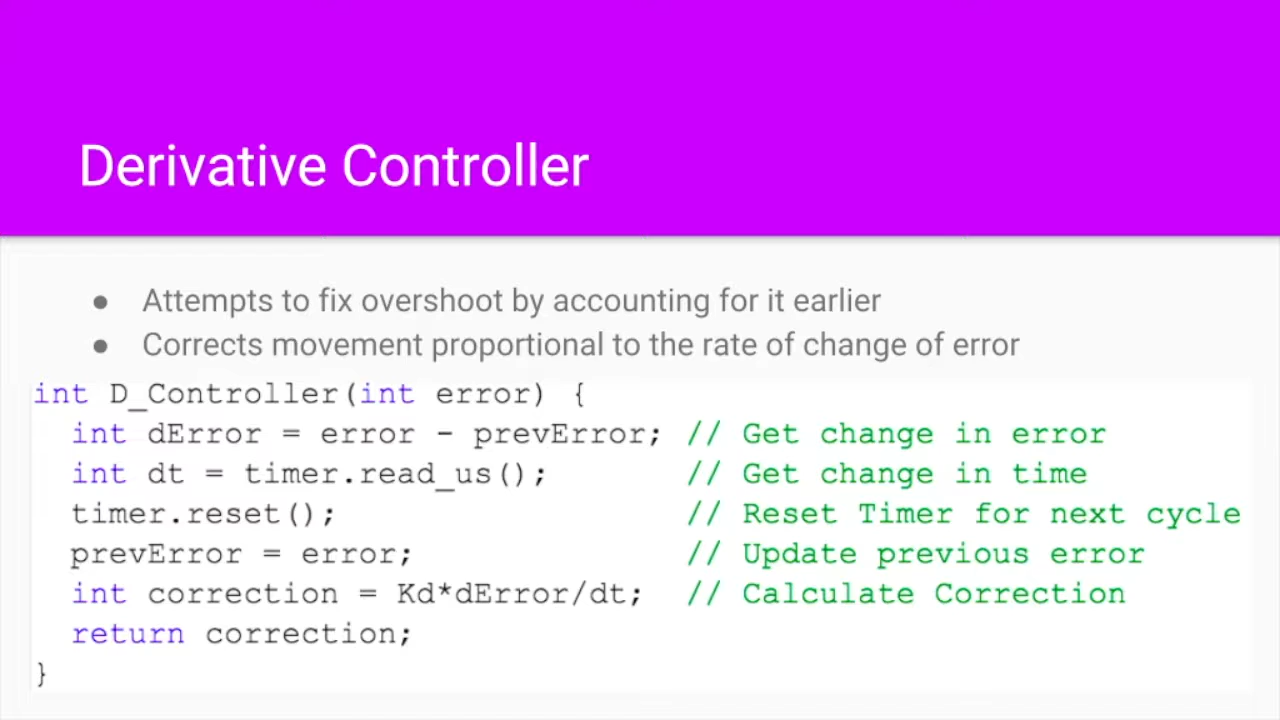 Derivative Controller
● Attempts to fix overshoot by accounting for it earlier
● Corrects movement proportional to the rate of change of error
int D_Controller(int error) {
int dError = error - prevError; // Get change in error
int dt = timer.read_us(); // Get change in time
timer.reset(); // Reset Timer for next cycle
prevError = error; // Update previous error
int correction = Kd*dError/dt; // Calculate Correction
return correction;
}